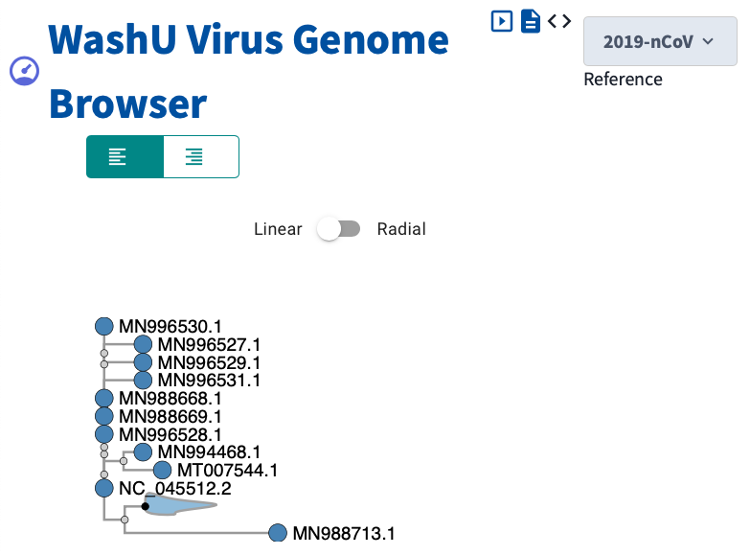 WashU Virus Genome
Browser
2019-nCoV
Reference
Linear
Radial
MN996530.1
MN996527.1
MN996529.1
MN996531.1
MN988668.1
MN988669.1
MN996528.1
MN994468.1
MT007544.1
NC_045512.2
MN988713.1